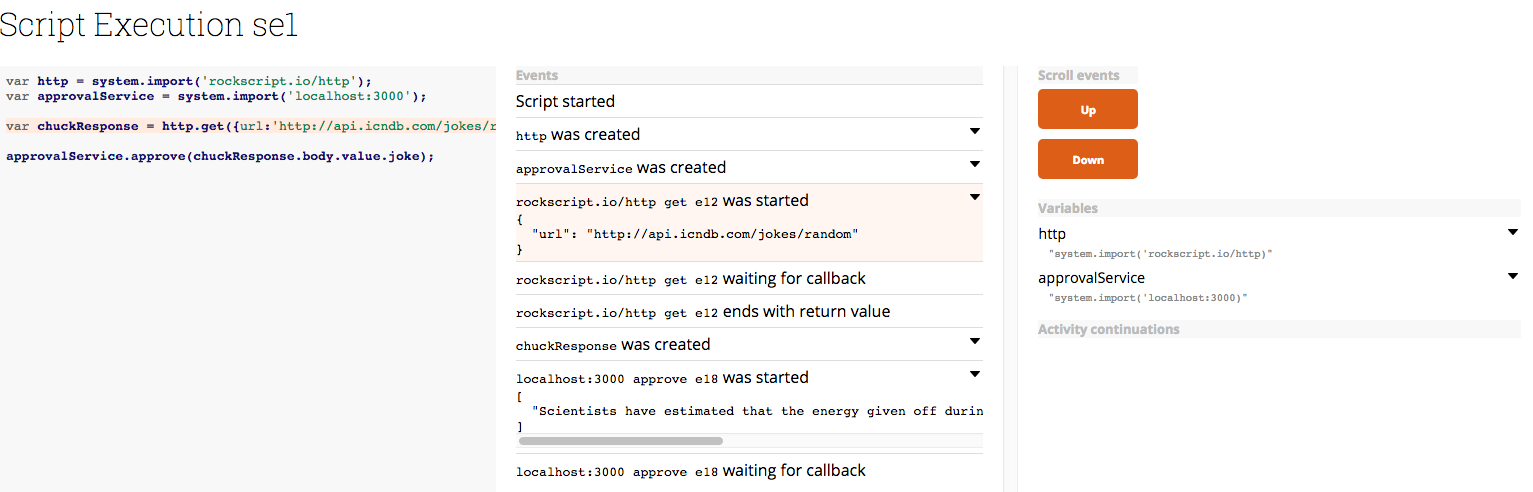 Script Execution se1
var http = system.import('rockscript.io/http');
var approvalService = system.import('localhost:3000');
var chuckResponse = http.get({url:'http://api.icndb.com/jokes/r
approvalService.approve(chuckResponse.body.value.joke);
Events
Script started
http was created
approvalService was created
rockscript.io/http get e12 was started
{
"url": "http://api.icndb.com/jokes/random"
}
rockscript.io/http get e12 waiting for callback
rockscript.io/http get e12 ends with return value
chuckResponse was created
localhost:3000 approve e18 was started
[
"Scientists have estimated that the energy given off durin
]
localhost:3000 approve e18 waiting for callback
Scroll events
Up
Down
Variables
http
"system.import('rockscript.io/http)"
approvalService
"system.import('localhost:3000)"
Activity continuations